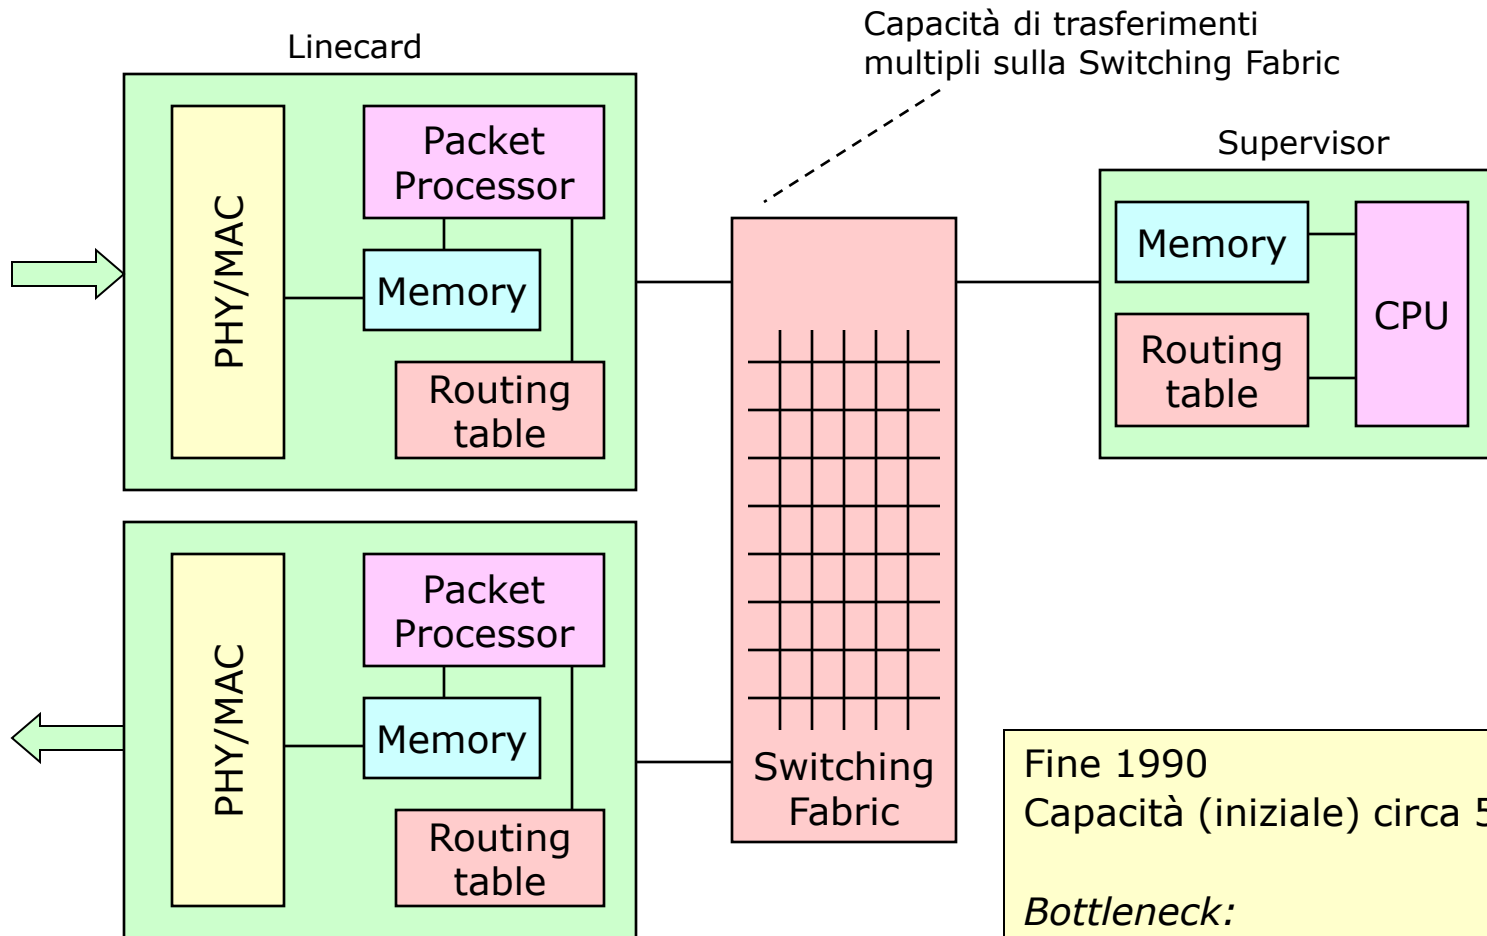 Linecard
Capacità di trasferimenti
multipli sulla Switching Fabric
Supervisor
PHY/MAC
Packet
Processor
Memory
Routing
table
Memory
Routing
table
CPU
Switching
Fabric
PHY/MAC
Packet
Processor
Memory
Routing
table
Fine 1990
Capacità (iniziale) circa 5
Bottleneck: